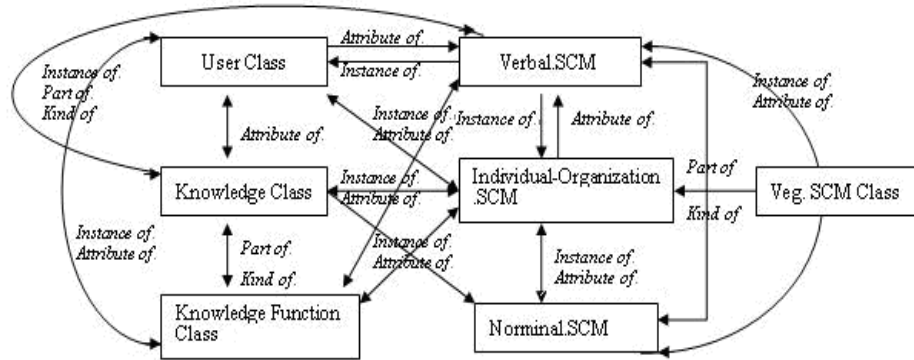 Attribute of.
User Class
Verbal.SCM
Instance of.
Instance of.
Part of.
Kind of.
Instance of.
Attribute of.
Instance of.
Attribute of.
Instance of.
Attribute of.
Attribute of.
Knowledge Class
Instance of.
Attribute of.
Individual-Organization
.SCM
Part of
Kind of
Veg. SCM Class
Instance of.
Attribute of.
Part of.
Kind of.
Instance of.
Attribute of.
Instance of.
Attribute of.
Knowledge Function
Class
Norminal.SCM